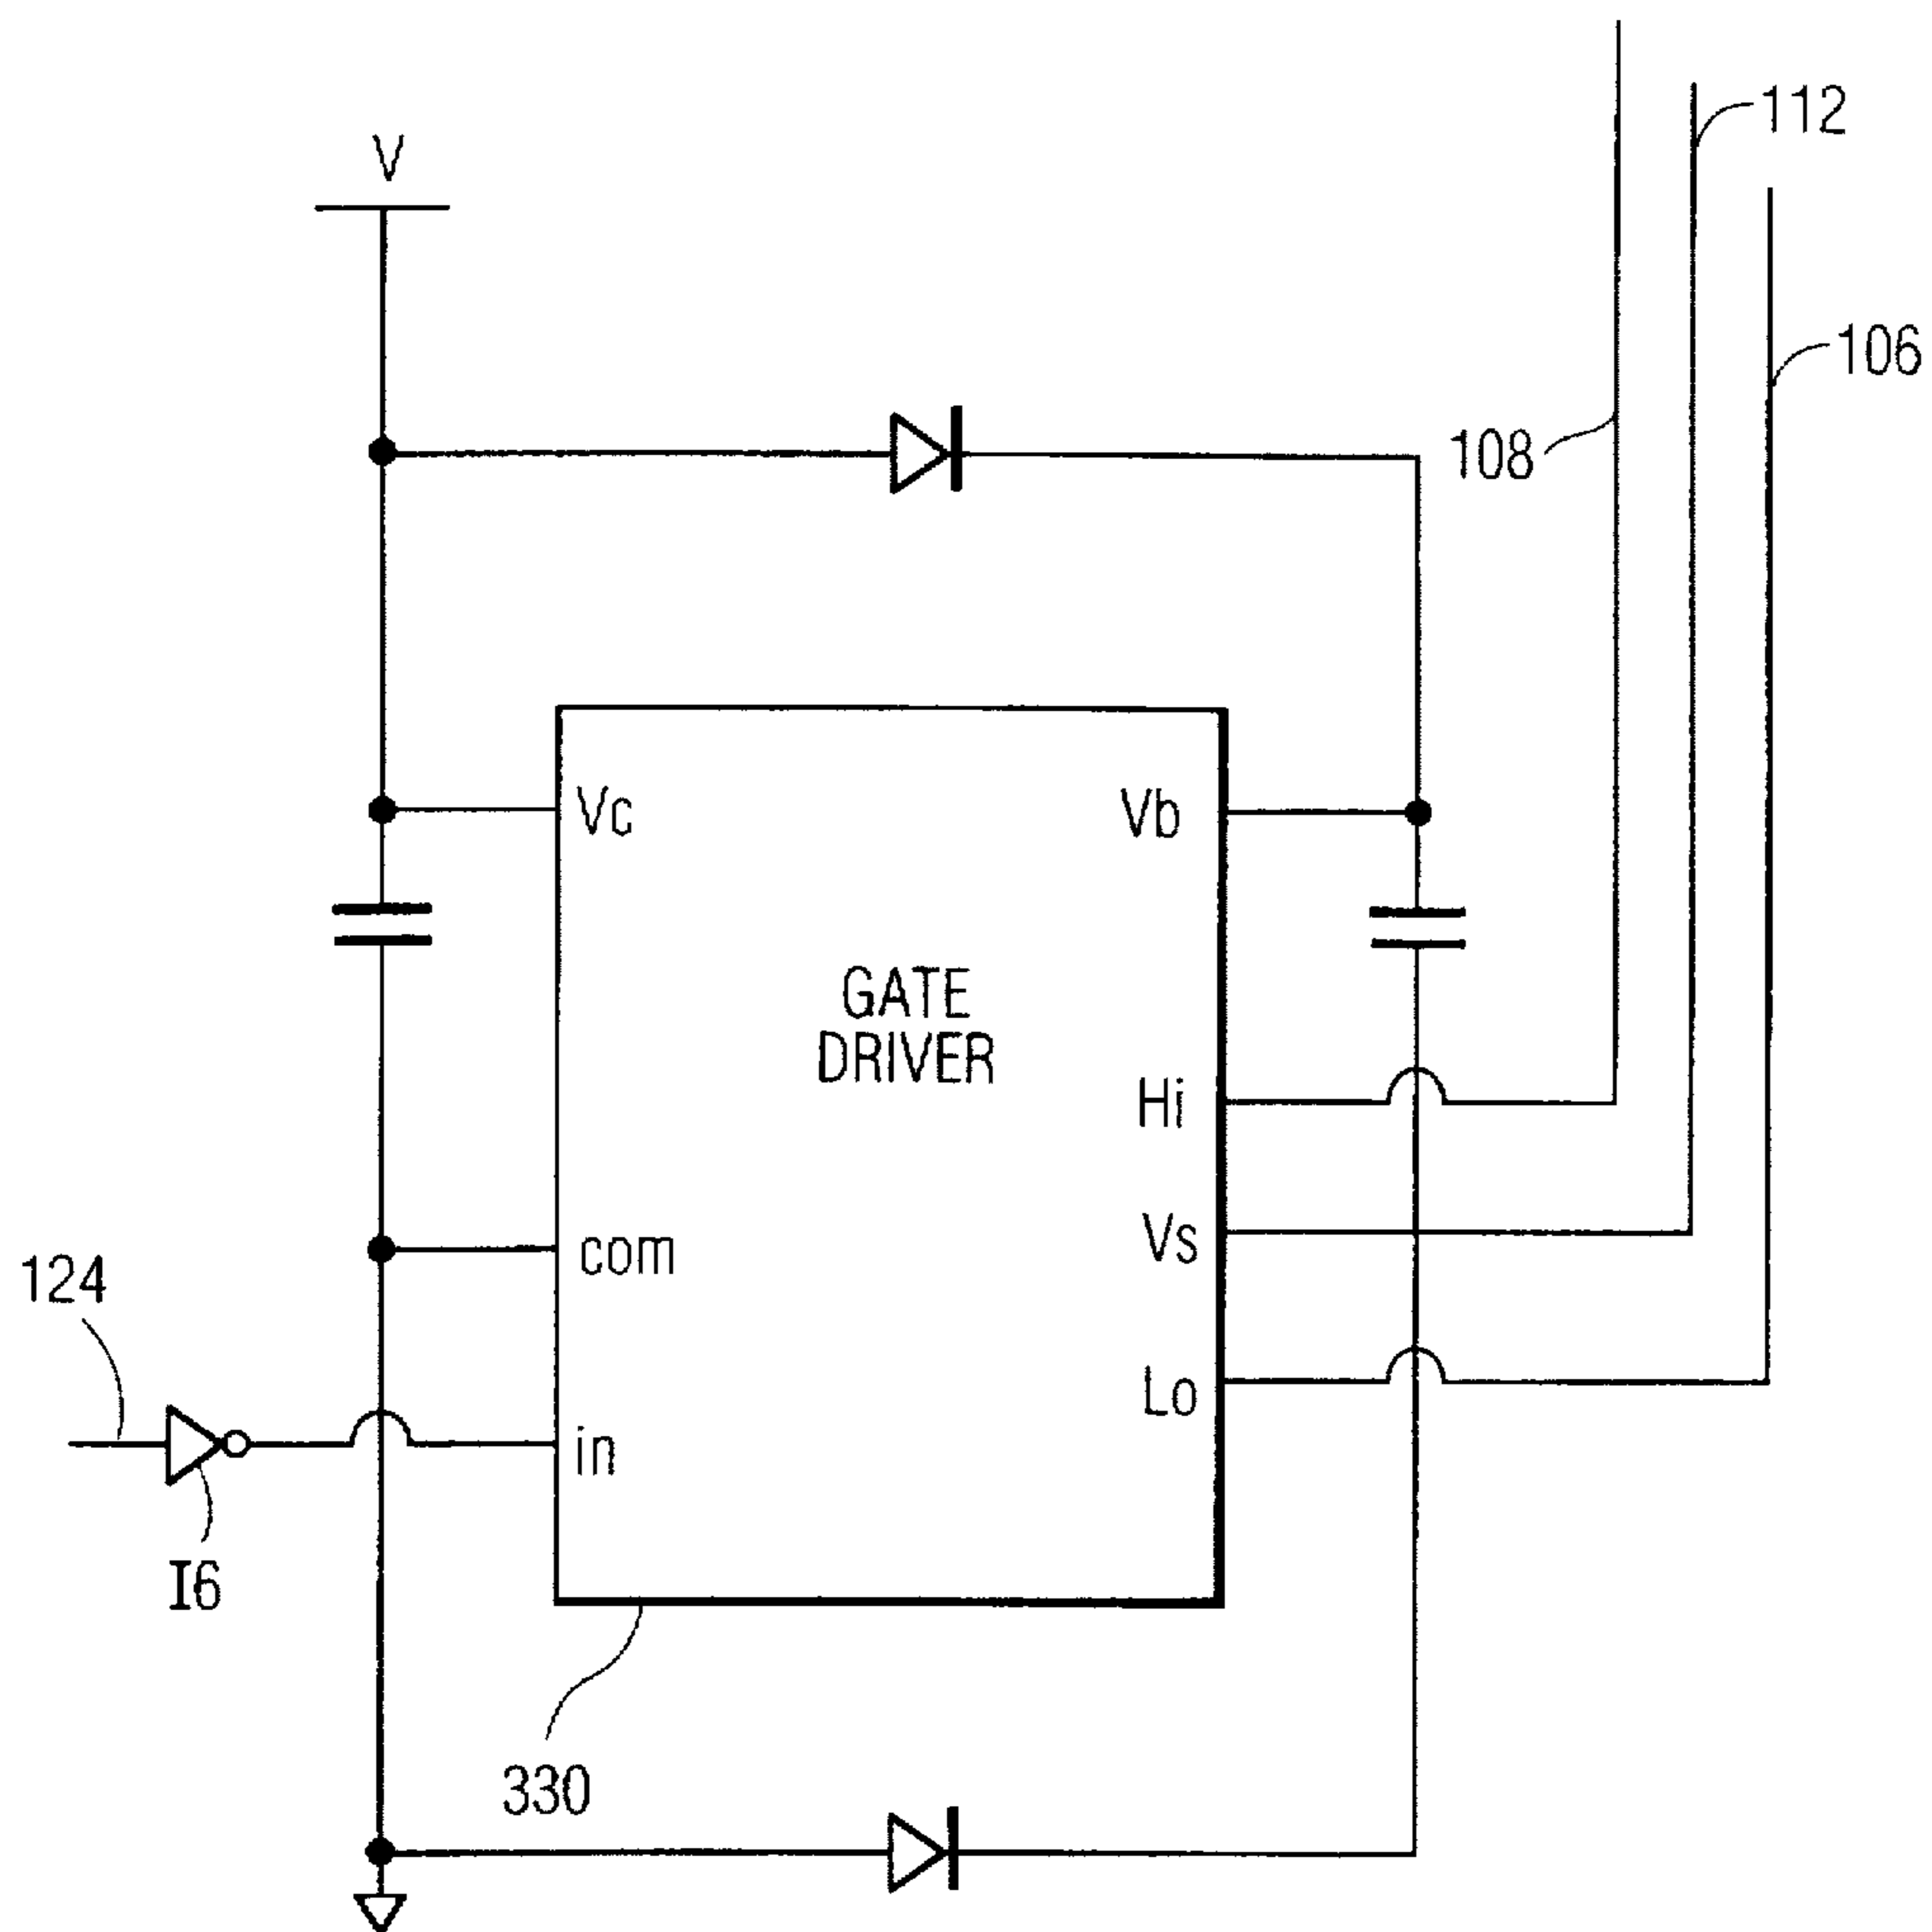 112
V
106
108
Vc
Vb
GATE
DRIVER
Hi
Vs
com
124
Lo
in
I6
330